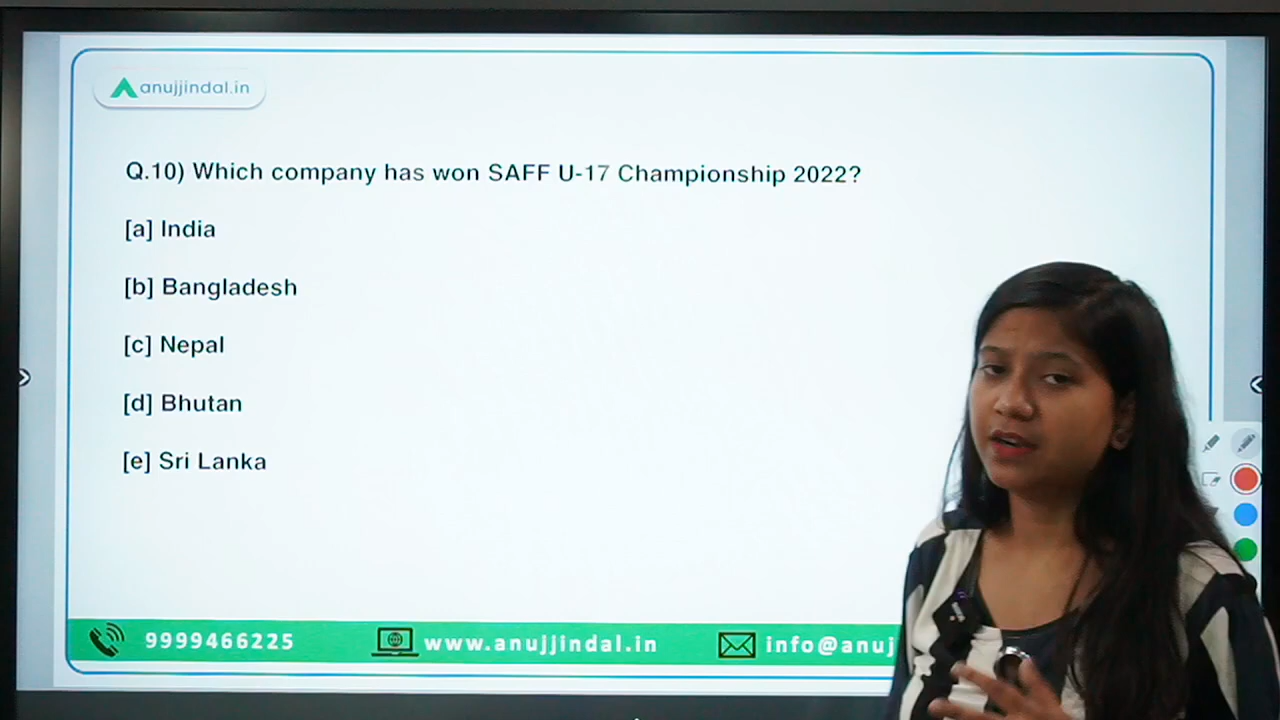 anujjindal.in
Q.10) Which company has won SAFF U-17 Championship 2022?
[a] India
[b] Bangladesh
[c] Nepal
[d] Bhutan
[e] Sri Lanka
9999466225 www.anujjindal.in info@anuj